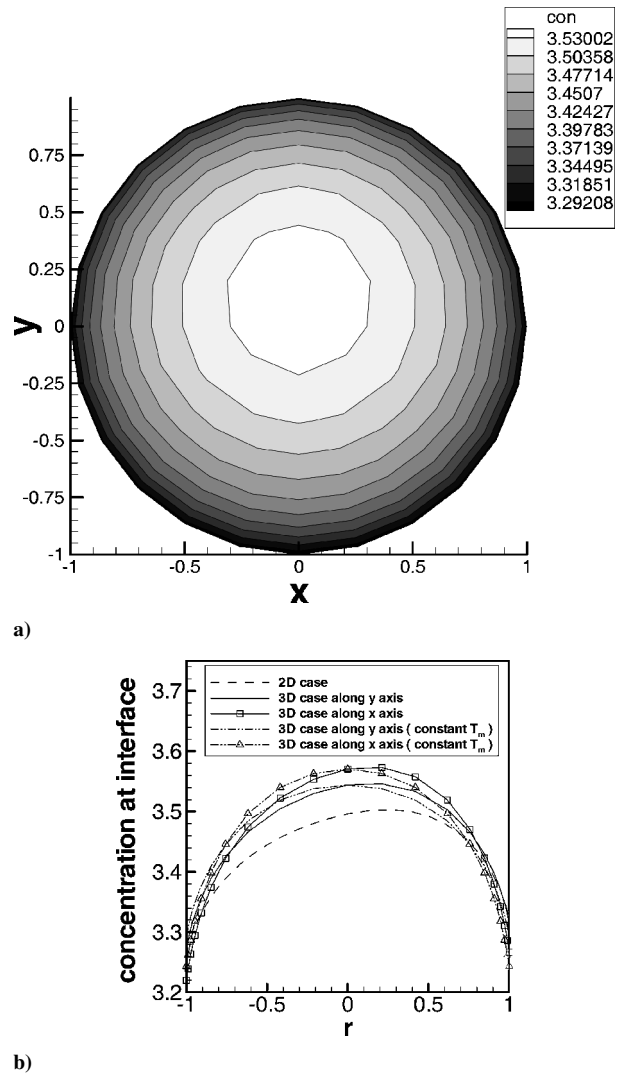 con
3.53002
3.50358
3.47714
3.4507
3.42427
3.39783
3.37139
3.34495
3.31851
3.29208
0.75
0.5
0.25
0
-0.25
-0.5
-0.75
-1
y
-1 -0.5 0 0.5 1
x
a)
2D case
3D case along y axis
3D case along x axis
3D case along y axis ( constant Tm )
3D case along x axis (constant Tm)
3.7
3.6
3.5
3.4
3.3
3.2
concentration at interface
-1 -0.5 0 0.5 1
r
b)